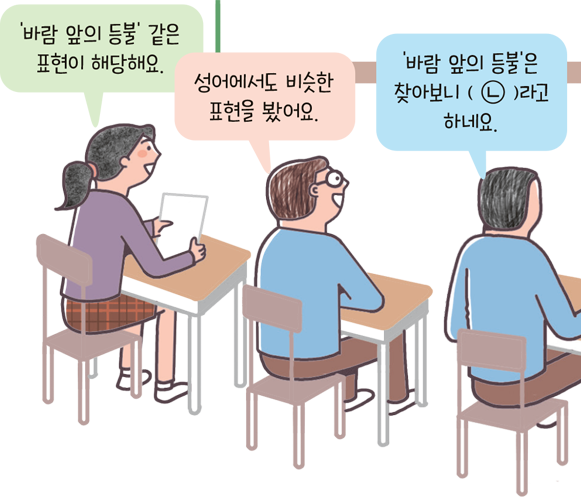 '바람 앞의 등불' 같은
표현이 해당해요.
성어에서도 비슷한
표현을 봤어요.
'바람 앞의 등불'은
찾아보니 ( ㉡ )라고
하네요.